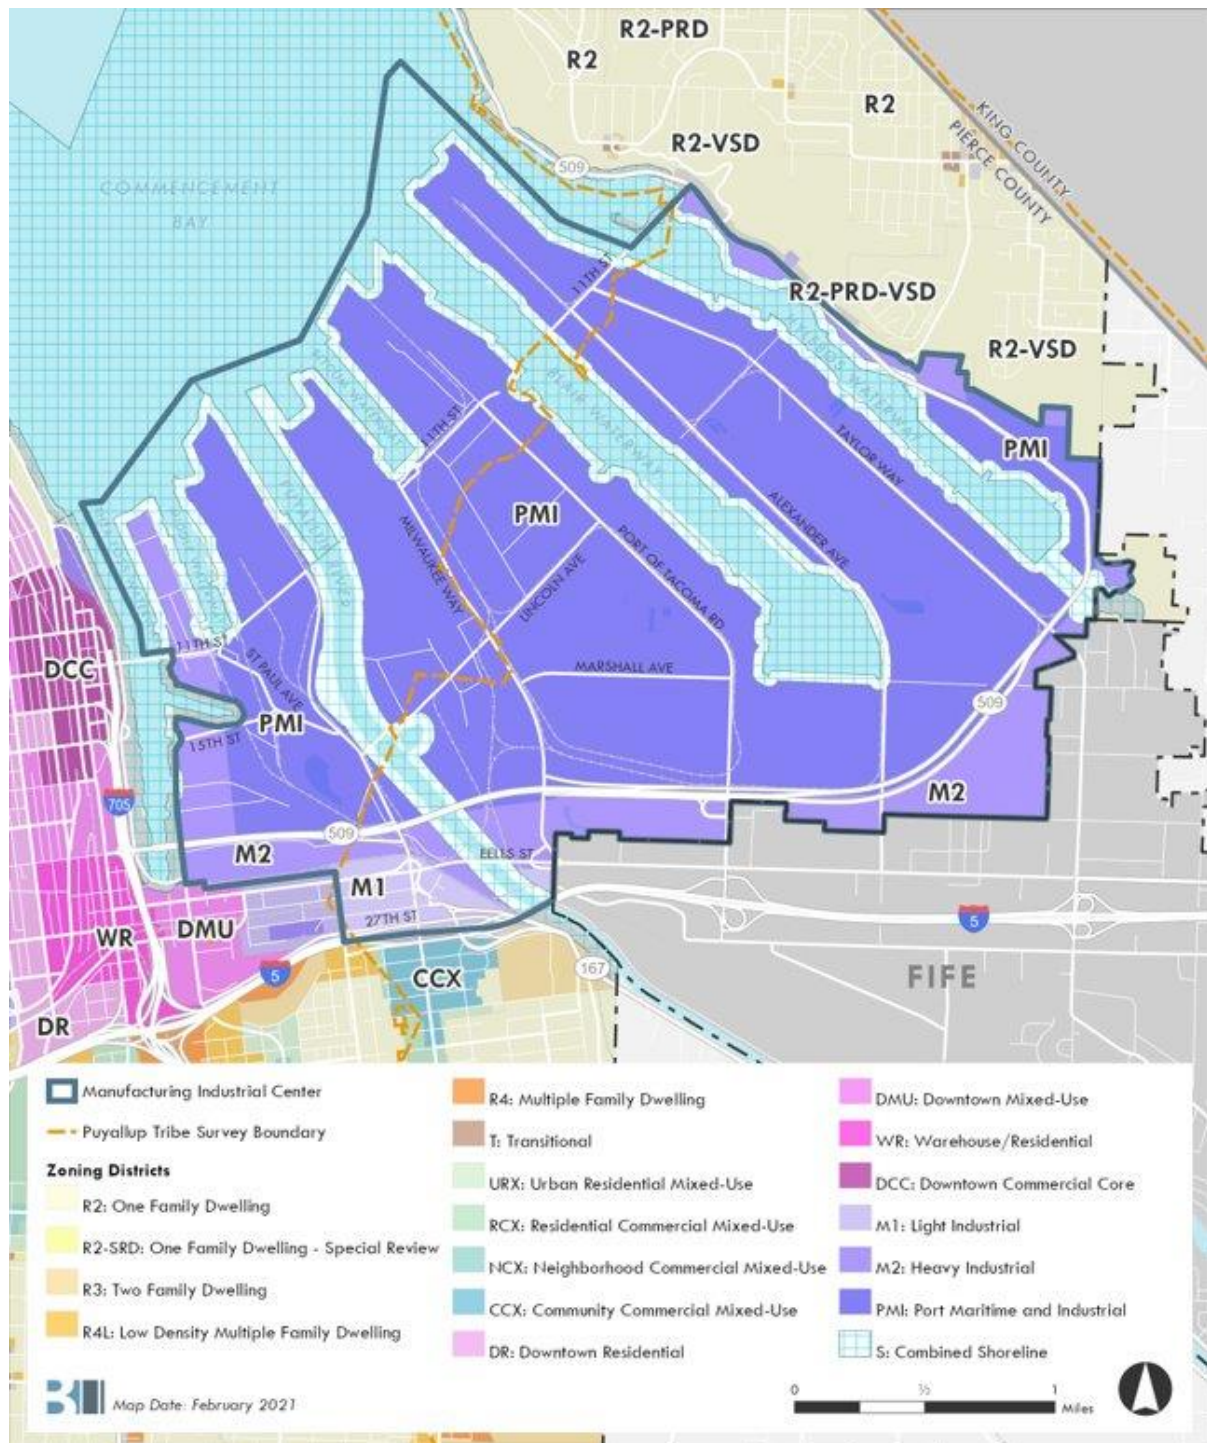 R2-PRD
R2
R2
KING COUNTY
PIERCE COUNTY
R2-VSD
509
COMMENCEMENT
BAY
11TH ST
R2-PRD-VSD
HYLEBOS WATERWAY
R2-VSD
BLAIR WATERWAY
11TH ST
TAYLOR WAY
PMI
PUYALLUP RIVER
MILWAUKEE WAY
PMI
ALEXANDER AVE
PORT OF TACOMA RD
LINCOLN AVE
11TH ST
DCC
ST PAUL AVE
MARSHALL AVE
PMI
509
15TH ST
705
M2
509
M2
EELLS ST
M1
27TH ST
WR
DMU
5
5
167
CCX
FIFE
DR
Manufacturing Industrial Center
Puyallup Tribe Survey Boundary
Zoning Districts
R2: One Family Dwelling
R2-SRD: One Family Dwelling - Special Review
R3: Two Family Dwelling
R4L: Low Density Multiple Family Dwelling
R4: Multiple Family Dwelling
T: Transitional
URX: Urban Residential Mixed-Use
RCX: Residential Commercial Mixed-Use
NCX: Neighborhood Commercial Mixed-Use
CCX: Community Commercial Mixed-Use
DR: Downtown Residential
DMU: Downtown Mixed-Use
WR: Warehouse/Residential
DCC: Downtown Commercial Core
M1: Light Industrial
M2: Heavy Industrial
PMI: Port Maritime and Industrial
S: Combined Shoreline
Map Date: February 2021
0 ½ 1
Miles